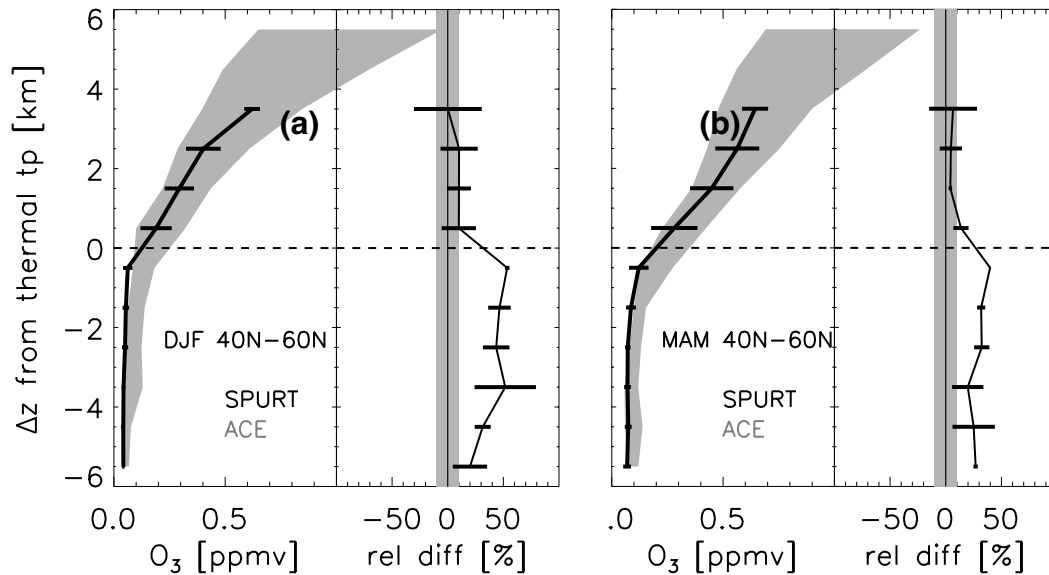 Δz from thermal tp [km]
6
4
2
0
−2
−4
−6
(a)
DJF 40N−60N
SPURT
ACE
0.0 0.5
O3 [ppmv]
−50 0 50
rel diff [%]
(b)
MAM 40N−60N
SPURT
ACE
.0 0.5
O3 [ppmv]
−50 0 50
rel diff [%]